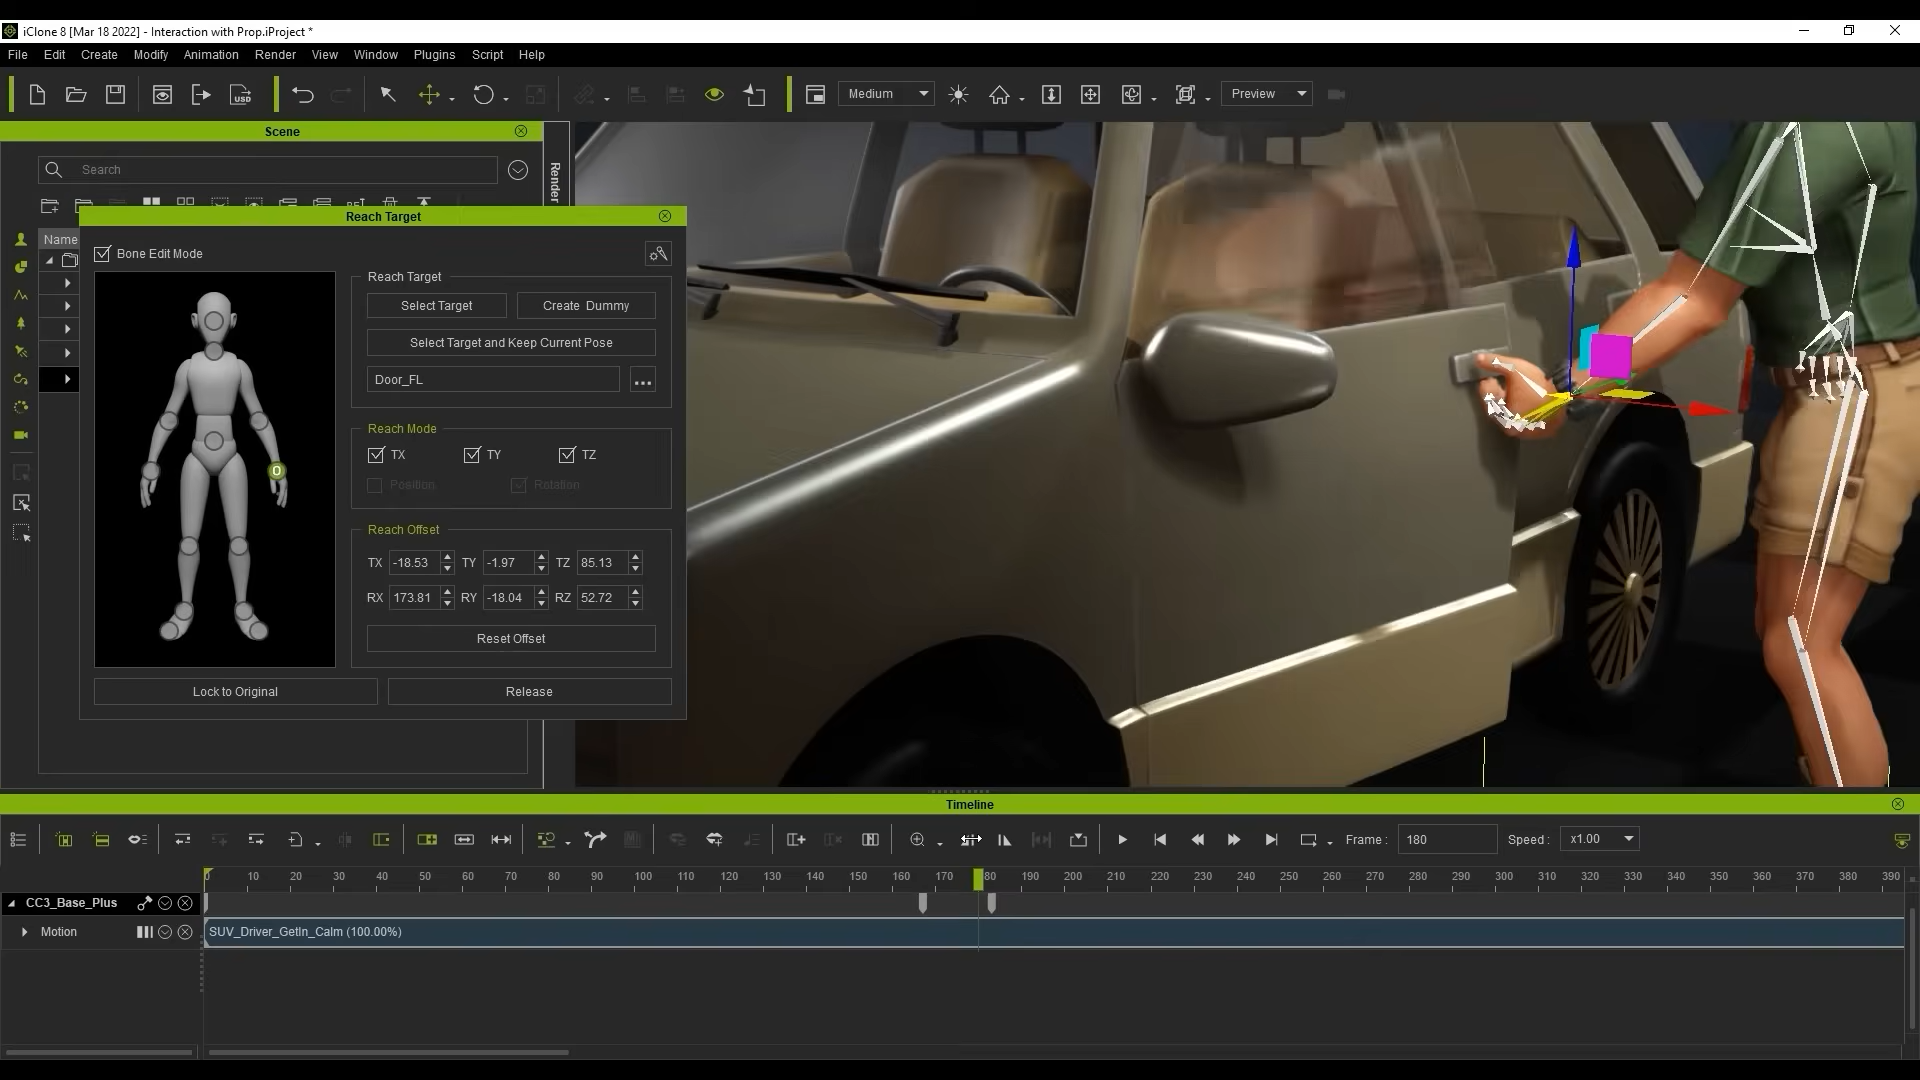 iClone 8 [Mar 18 2022] - Interaction with Prop.iProject *
File Edit Create Modify Animation Render View Window Plugins Script Help
USD Medium Preview
Scene
Search
Render
Name
Reach Target
Bone Edit Mode
Reach Target
Select Target Create Dummy
Select Target and Keep Current Pose
Door_FL ...
Reach Mode
TX TY TZ
Position Rotation
Reach Offset
TX -18.53 TY -1.97 TZ 85.13
RX 173.81 RY -18.04 RZ 52.72
Reset Offset
Lock to Original Release
Timeline
Frame : 180 Speed : x1.00
0 10 20 30 40 50 60 70 80 90 100 110 120 130 140 150 160 170 80 190 200 210 220 230 240 250 260 270 280 290 300 310 320 330 340 350 360 370 380 390
CC3_Base_Plus
Motion SUV_Driver_GetIn_Calm (100.00%)